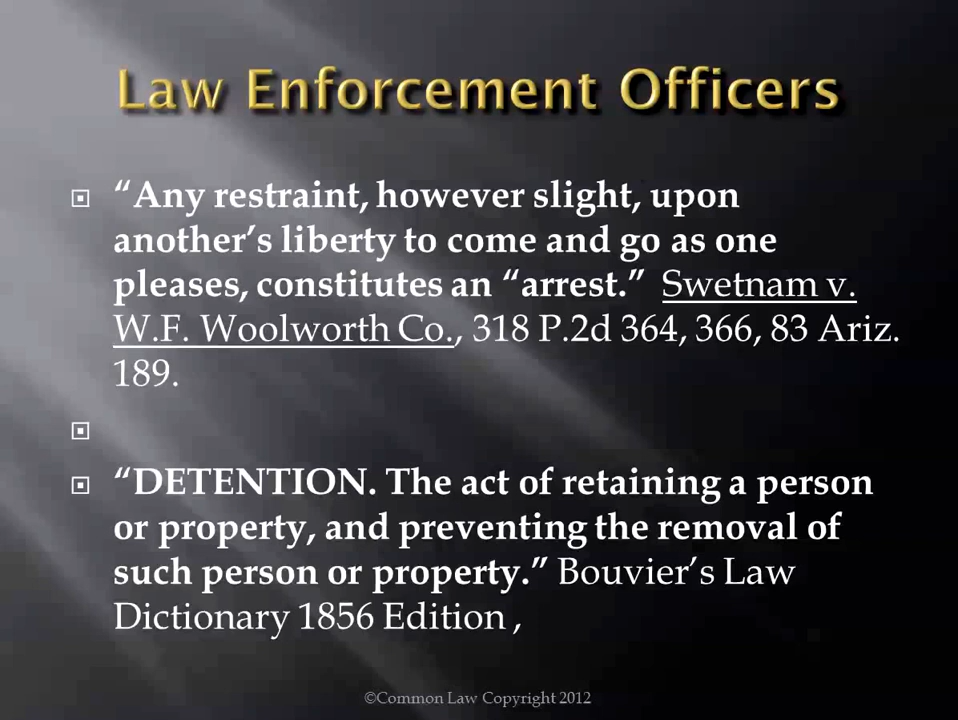 Law Enforcement Officers
“Any restraint, however slight, upon
another’s liberty to come and go as one
pleases, constitutes an “arrest.” Swetnam v.
W.F. Woolworth Co., 318 P.2d 364, 366, 83 Ariz.
189.
“DETENTION. The act of retaining a person
or property, and preventing the removal of
such person or property.” Bouvier’s Law
Dictionary 1856 Edition ,
©Common Law Copyright 2012